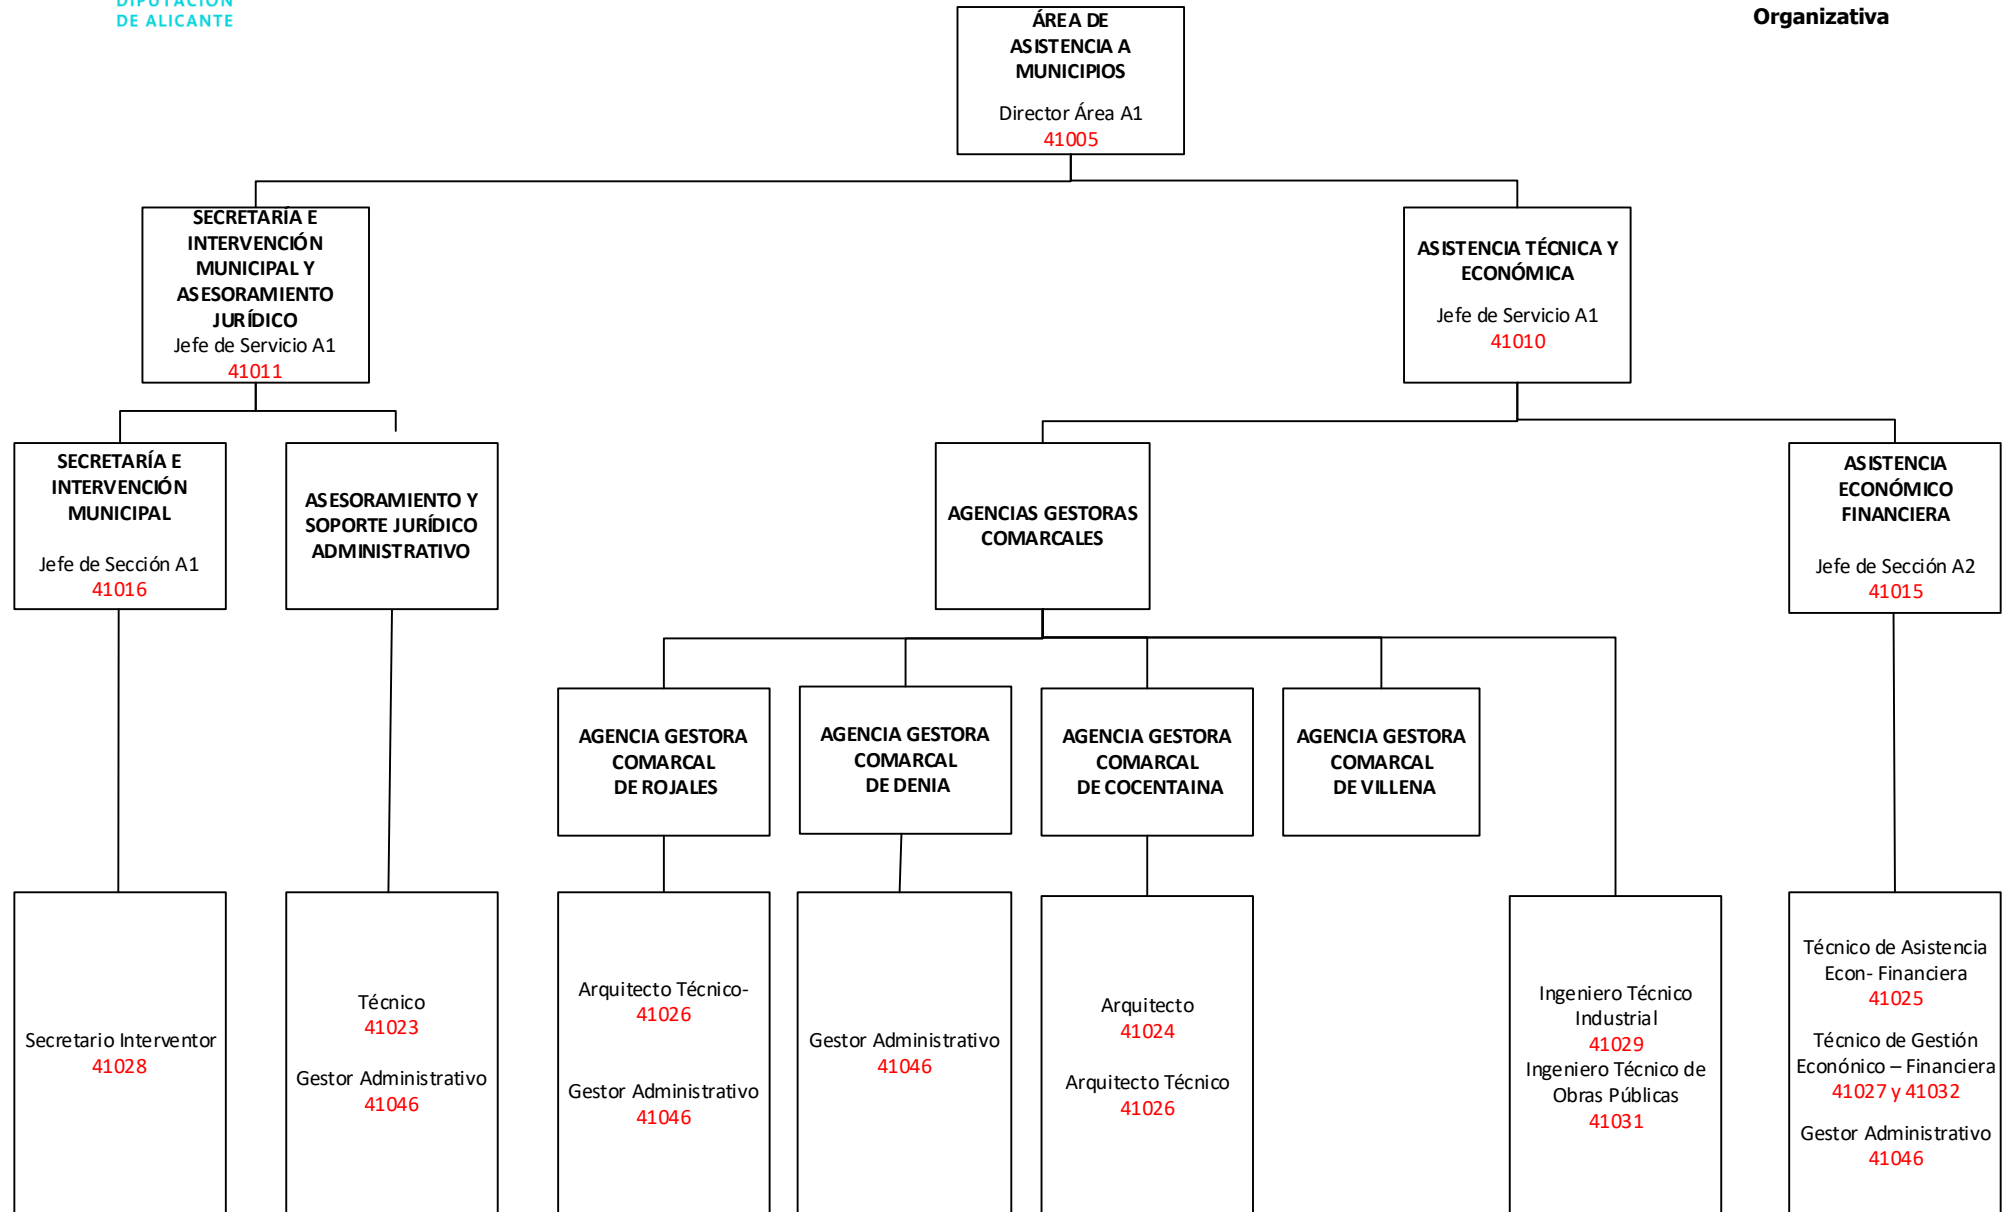 DIPUTACIÓN
DE ALICANTE
Organizativa
ÁREA DE
ASISTENCIA A
MUNICIPIOS
Director Área A1
41005
SECRETARÍA E
INTERVENCIÓN
MUNICIPAL Y
ASESORAMIENTO
JURÍDICO
Jefe de Servicio A1
41011
ASISTENCIA TÉCNICA Y
ECONÓMICA
Jefe de Servicio A1
41010
SECRETARÍA E
INTERVENCIÓN
MUNICIPAL
Jefe de Sección A1
41016
ASESORAMIENTO Y
SOPORTE JURÍDICO
ADMINISTRATIVO
AGENCIAS GESTORAS
COMARCALES
ASISTENCIA
ECONÓMICO
FINANCIERA
Jefe de Sección A2
41015
AGENCIA GESTORA
COMARCAL
DE ROJALES
AGENCIA GESTORA
COMARCAL
DE DENIA
AGENCIA GESTORA
COMARCAL
DE COCENTAINA
AGENCIA GESTORA
COMARCAL
DE VILLENA
Secretario Interventor
41028
Técnico
41023
Gestor Administrativo
41046
Arquitecto Técnico-
41026
Gestor Administrativo
41046
Gestor Administrativo
41046
Arquitecto
41024
Arquitecto Técnico
41026
Ingeniero Técnico
Industrial
41029
Ingeniero Técnico de
Obras Públicas
41031
Técnico de Asistencia
Econ- Financiera
41025
Técnico de Gestión
Econónico – Financiera
41027 y 41032
Gestor Administrativo
41046